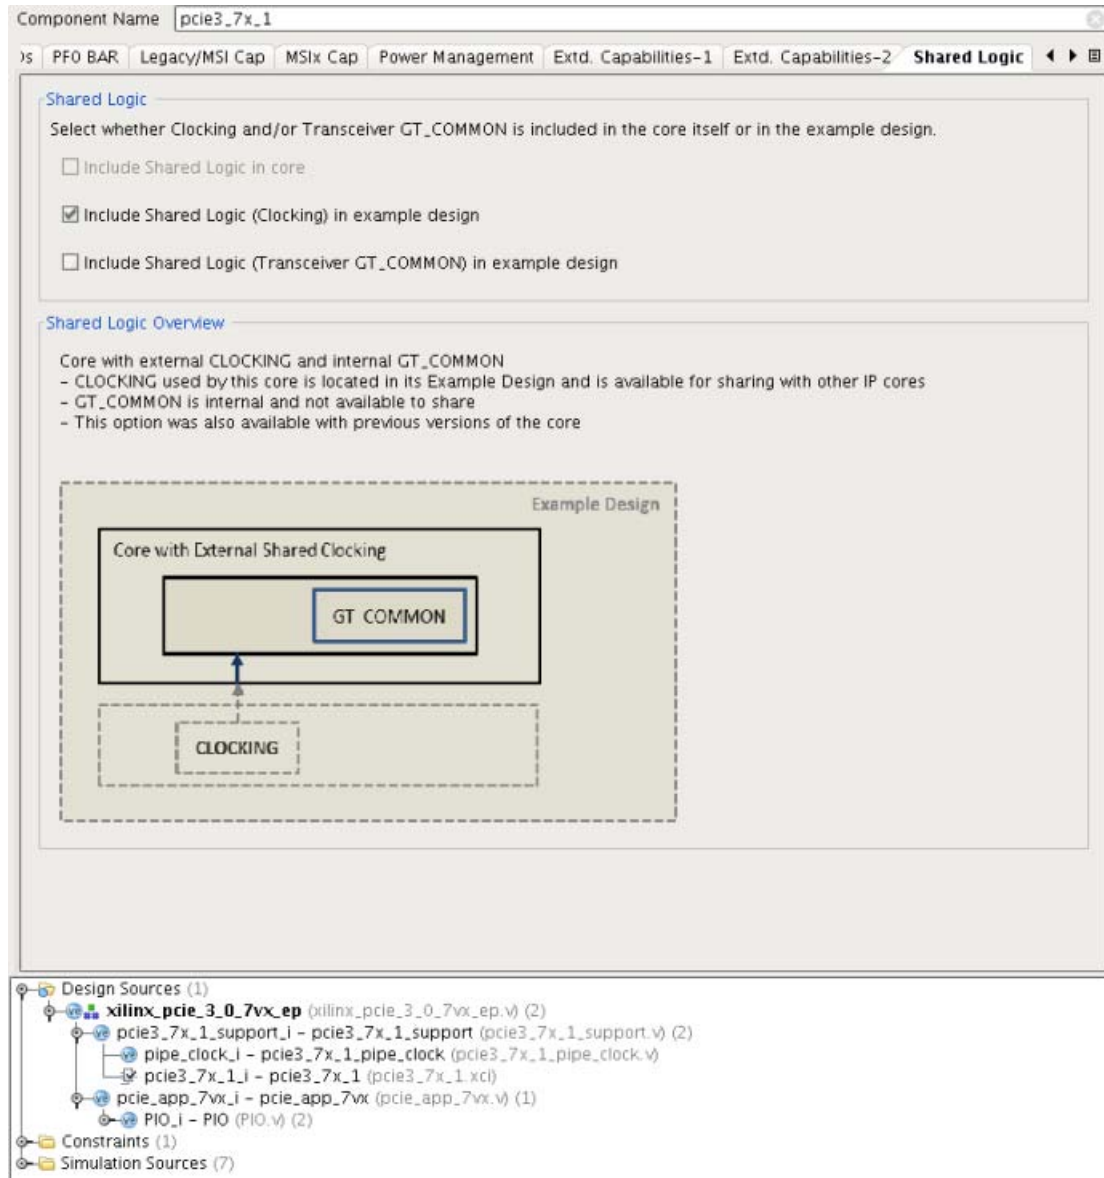 Component Name pcie3_7x_1
)s PF0 BAR Legacy/MSI Cap MSIx Cap Power Management Extd. Capabilities-1 Extd. Capabilities-2 Shared Logic
Shared Logic
Select whether Clocking and/or Transceiver GT_COMMON is included in the core itself or in the example design.
Include Shared Logic in core
Include Shared Logic (Clocking) in example design
Include Shared Logic (Transceiver GT_COMMON) in example design
Shared Logic Overview
Core with external CLOCKING and internal GT_COMMON
- CLOCKING used by this core is located in its Example Design and is available for sharing with other IP cores
- GT_COMMON is internal and not available to share
- This option was also available with previous versions of the core
Example Design
Core with External Shared Clocking
GT COMMON
CLOCKING
Design Sources (1)
xilinx_pcie_3_0_7vx_ep (xilinx_pcie_3_0_7vx_ep.v) (2)
pcie3_7x_1_support_i - pcie3_7x_1_support (pcie3_7x_1_support.v) (2)
pipe_clock_i - pcie3_7x_1_pipe_clock (pcie3_7x_1_pipe_clock.v)
pcie3_7x_1_i - pcie3_7x_1 (pcie3_7x_1.xci)
pcie_app_7vx_i - pcie_app_7vx (pcie_app_7vx.v) (1)
PIO_i - PIO (PIO.v) (2)
Constraints (1)
Simulation Sources (7)